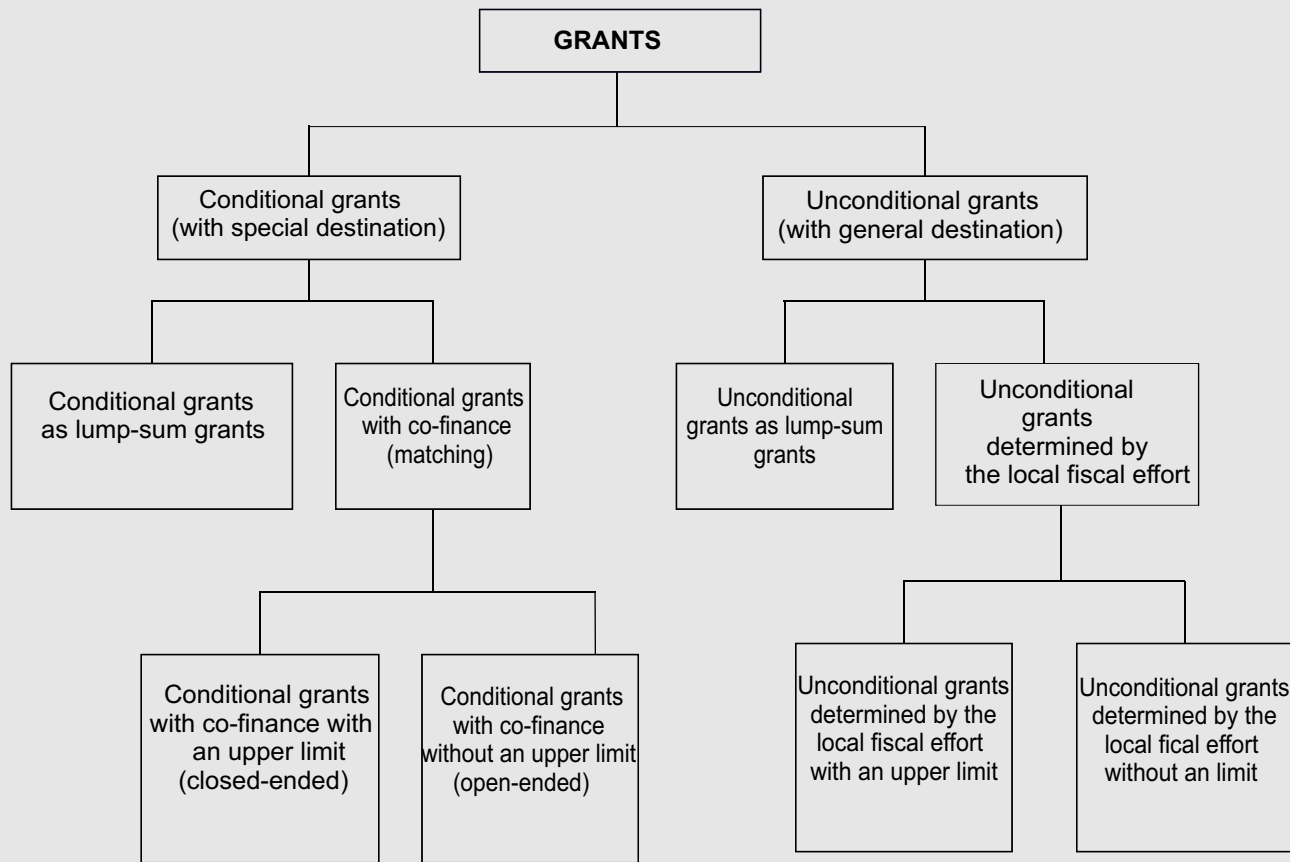 GRANTS
Conditional grants
(with special destination)
Unconditional grants
(with general destination)
Conditional grants
as lump-sum grants
Conditional grants
with co-finance
(matching)
Unconditional
grants as lump-sum
grants
Unconditional
grants
determined by
the local fiscal effort
Conditional grants
with co-finance with
an upper limit
(closed-ended)
Conditional grants
with co-finance
without an upper limit
(open-ended)
Unconditional grants
determined by the
local fiscal effort
with an upper limit
Unconditional grants
determined by the
local fical effort
without an limit